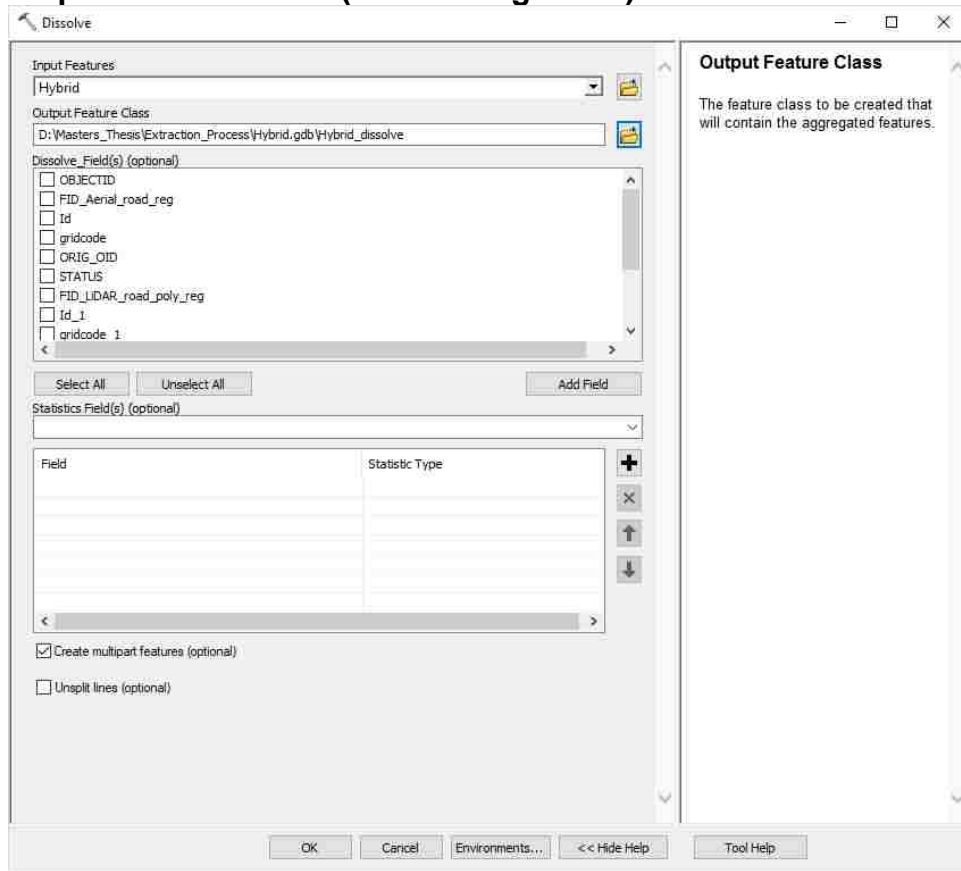 Dissolve
Input Features
Hybrid
Output Feature Class
D:\Masters_Thesis\Extraction_Process\Hybrid.gdb\Hybrid_dissolve
Dissolve_Field(s) (optional)
OBJECTID
FID_Aerial_road_reg
Id
gridcode
ORIG_OID
STATUS
FID_LiDAR_road_poly_reg
Id_1
gridcode_1
Select All Unselect All Add Field
Statistics Field(s) (optional)
Field Statistic Type
Create multipart features (optional)
Unsplit lines (optional)
OK Cancel Environments... << Hide Help Tool Help
Output Feature Class
The feature class to be created that
will contain the aggregated features.